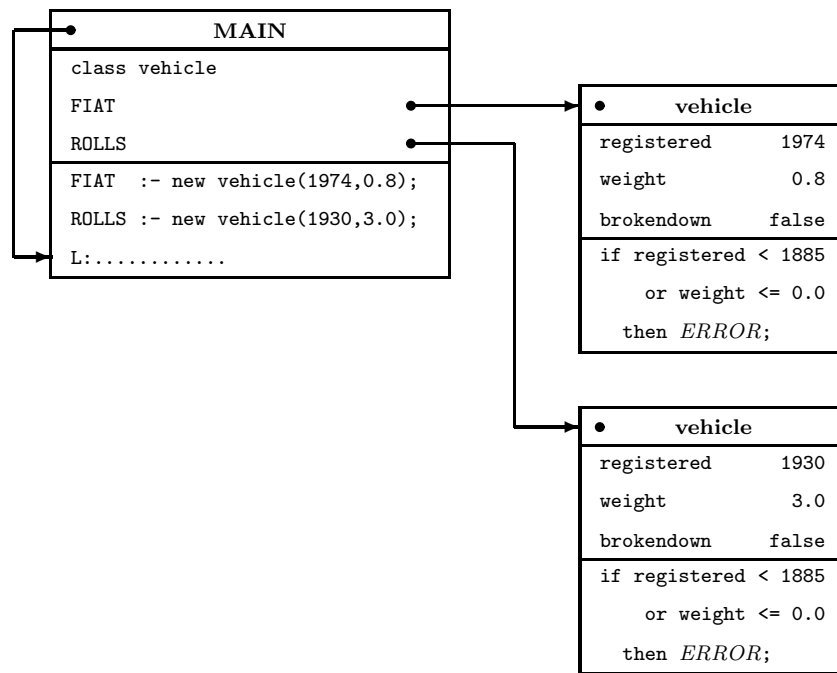 MAIN
class vehicle
FIAT
ROLLS
FIAT  :- new vehicle(1974,0.8);
ROLLS :- new vehicle(1930,3.0);
L:............
vehicle
registered 1974
weight 0.8
brokendown false
if registered < 1885
or weight <= 0.0
then ERROR;
vehicle
registered 1930
weight 3.0
brokendown false
if registered < 1885
or weight <= 0.0
then ERROR;